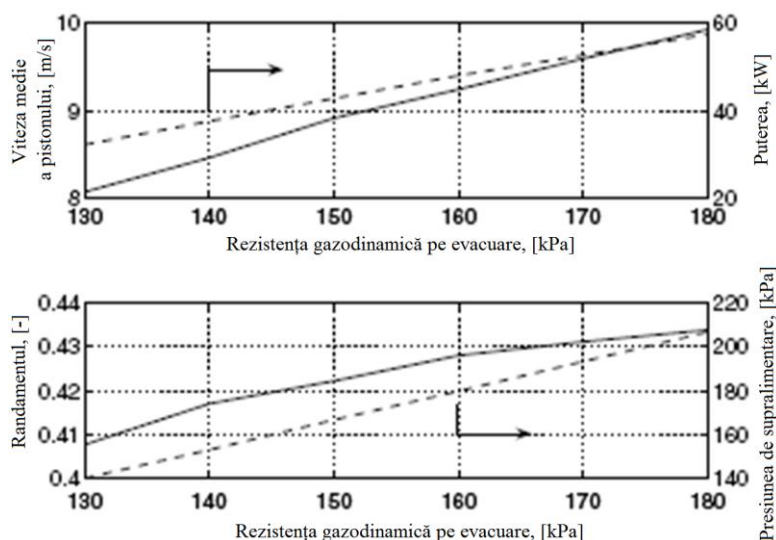 10
9
8
Viteza medie
a pistonului, [m/s]
60
40
20
Puterea, [kW]
130 140 150 160 170 180
Rezistența gazodinamică pe evacuare, [kPa]
0.44
0.43
0.42
0.41
0.4
Randamentul, [-]
220
200
180
160
140
Presiunea de supralimentare, [kPa]
130 140 150 160 170 180
Rezistența gazodinamică pe evacuare, [kPa]